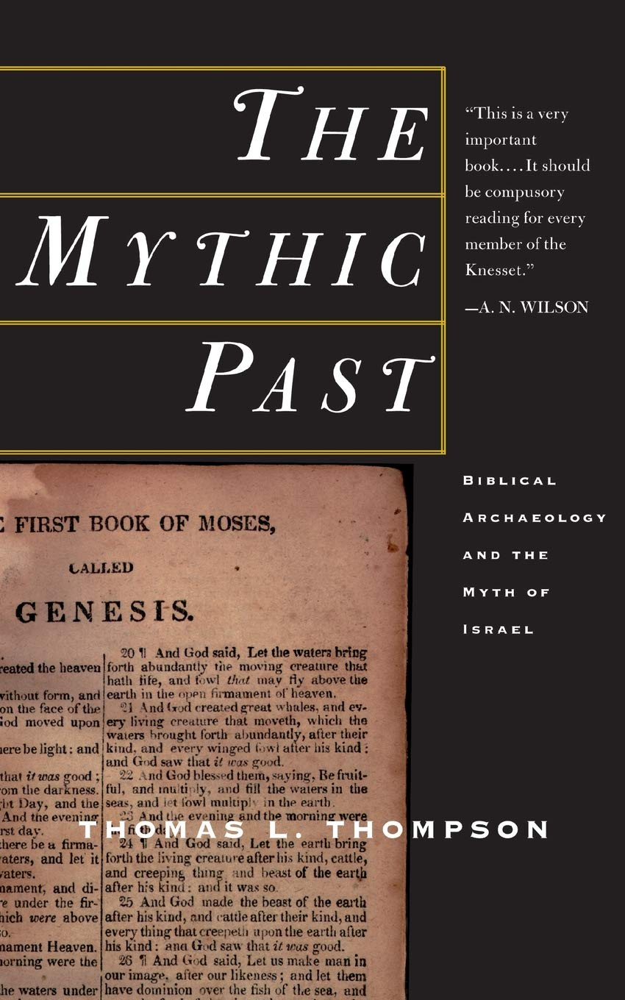 THE
MYTHIC
PAST
“This is a very
important
book....It should
be compusory
reading for every
member of the
Knesset.”
—A. N. WILSON
BIBLICAL
ARCHAEOLOGY
AND THE
MYTH OF
ISRAEL
FIRST BOOK OF MOSES,
CALLED
GENESIS.
reated the heaven
without form, and
on the face of the
God moved upon
here be light: and
that it was good;
rom the darkness.
Day, and the
And the evening
rst day.
there be a firma-
aters, and let it
waters.
nament, and di-
under the fir-
hich were above
so.
nament Heaven.
morning were the
he waters under
20 ¶ And God said, Let the waters bring
forth abundantly the moving creature that
hath life, and fowl that may fly above the
earth in the open firmament of heaven.
21 And God created great whales, and ev-
ery living creature that moveth, which the
waters brought forth abundantly, after their
kind, and every winged fowl after his kind:
and God saw that it was good.
22 And God blessed them, saying, Be fruit-
ful, and multiply, and fill the waters in the
seas, and let fowl multiply in the earth.
23 And the evening and the morning were
24 ¶ And God said, Let the earth bring
forth the living creature after his kind, cattle,
and creeping thing and beast of the earth
after his kind: and it was so.
25 And God made the beast of the earth
after his kind, and cattle after their kind, and
every thing that creepeth upon the earth after
his kind: and God saw that it was good.
26 ¶ And God said, Let us make man in
our image, after our likeness; and let them
have dominion over the fish of the sea, and
THOMAS L. THOMPSON